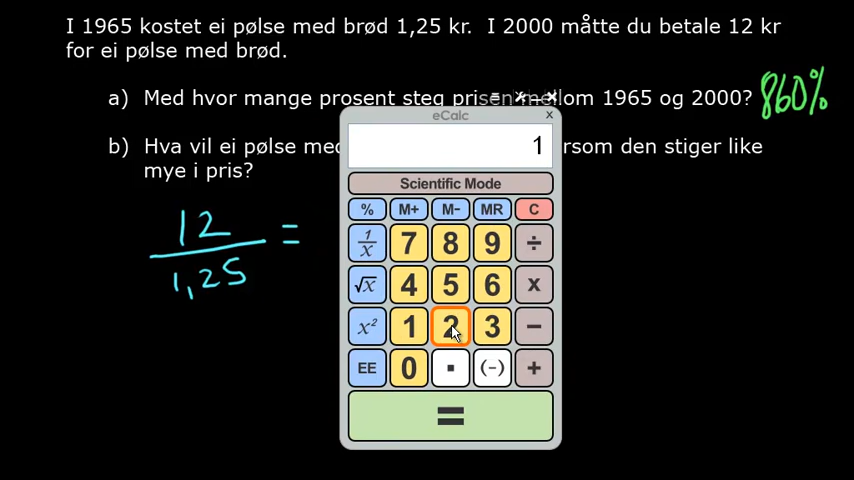 I 1965 kostet ei pølse med brød 1,25 kr. I 2000 måtte du betale 12 kr
for ei pølse med brød.
a) Med hvor mange prosent steg prisen mellom 1965 og 2000? 860%
b) Hva vil ei pølse med som den stiger like
mye i pris?
12
1,25 =
eCalc x
1
Scientific Mode
% M+ M- MR C
1/x 7 8 9 ÷
√x 4 5 6 x
x² 1 2 3 −
EE 0 . (-) +
=